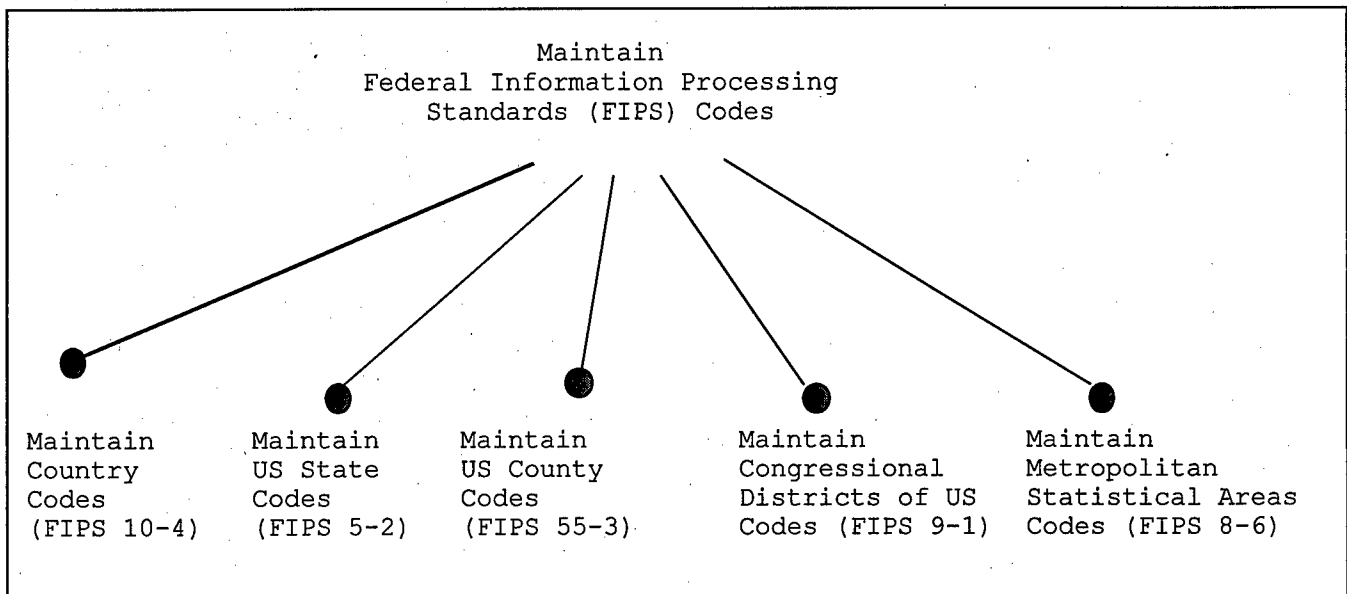 Maintain
Federal Information Processing
Standards (FIPS) Codes
Maintain
Country
Codes
(FIPS 10-4)
Maintain
US State
Codes
(FIPS 5-2)
Maintain
US County
Codes
(FIPS 55-3)
Maintain
Congressional
Districts of US
Codes (FIPS 9-1)
Maintain
Metropolitan
Statistical Areas
Codes (FIPS 8-6)